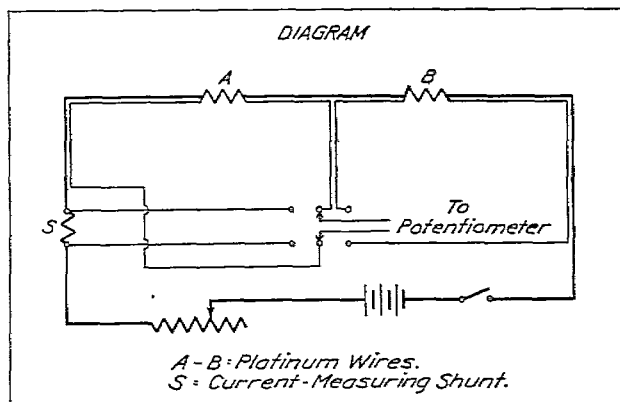 DIAGRAM
A
B
S
To
Potentiometer
A-B = Platinum Wires.
S = Current-Measuring Shunt.